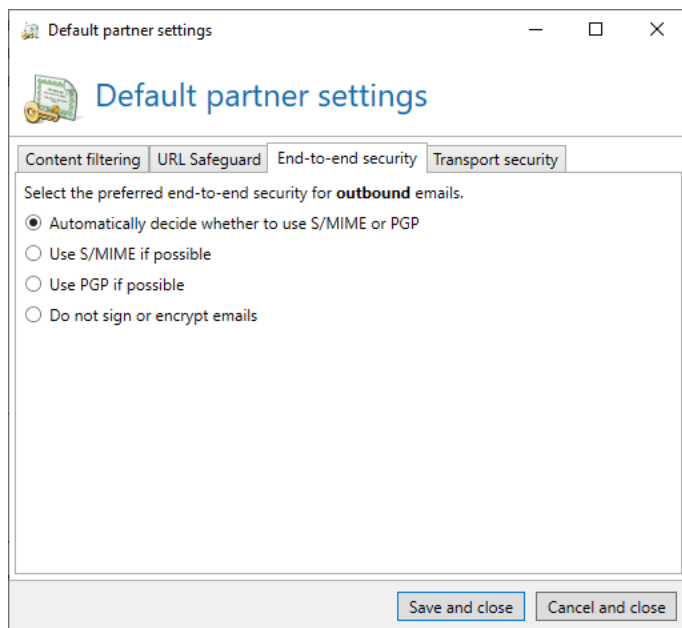 Default partner settings
Default partner settings
Content filtering URL Safeguard End-to-end security Transport security
Select the preferred end-to-end security for outbound emails.
Automatically decide whether to use S/MIME or PGP
Use S/MIME if possible
Use PGP if possible
Do not sign or encrypt emails
Save and close Cancel and close